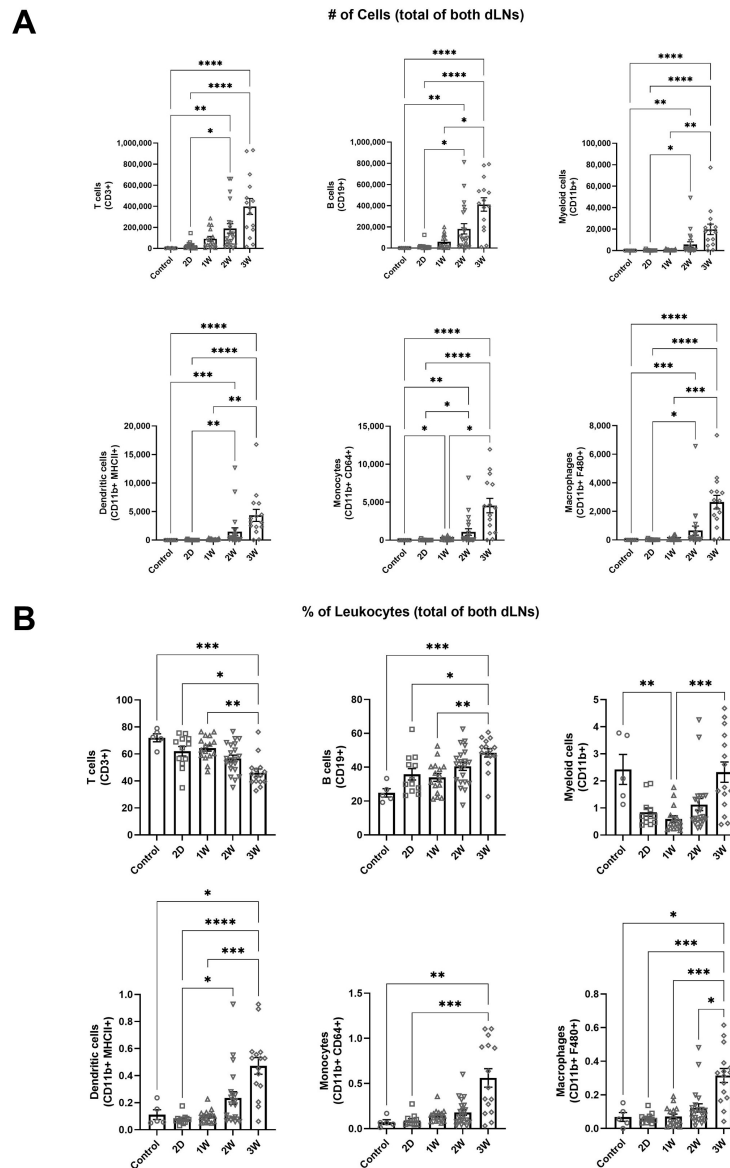 A
# of Cells (total of both dLNs)
****
****
**
*
1,000,000
800,000
600,000
400,000
200,000
0
T cells
(CD3+)
Control
2D
1W
2W
3W
****
****
**
*
*
1,000,000
800,000
600,000
400,000
200,000
0
B cells
(CD19+)
Control
2D
1W
2W
3W
****
****
**
**
*
100,000
80,000
60,000
40,000
20,000
0
Myeloid cells
(CD11b+)
Control
2D
1W
2W
3W
****
****
***
**
**
20,000
15,000
10,000
5,000
0
Dendritic cells
(CD11b+ MHCII+)
Control
2D
1W
2W
3W
****
****
**
*
*
*
15,000
10,000
5,000
0
Monocytes
(CD11b+ CD64+)
Control
2D
1W
2W
3W
****
****
***
***
*
8,000
6,000
4,000
2,000
0
Macrophages
(CD11b+ F480+)
Control
2D
1W
2W
3W
B
% of Leukocytes (total of both dLNs)
***
*
**
100
80
60
40
20
0
T cells
(CD3+)
Control
2D
1W
2W
3W
***
*
**
80
60
40
20
0
B cells
(CD19+)
Control
2D
1W
2W
3W
**
***
5
4
3
2
1
0
Myeloid cells
(CD11b+)
Control
2D
1W
2W
3W
*
****
***
*
1.0
0.8
0.6
0.4
0.2
0.0
Dendritic cells
(CD11b+ MHCII+)
Control
2D
1W
2W
3W
**
***
1.5
1.0
0.5
0.0
Monocytes
(CD11b+ CD64+)
Control
2D
1W
2W
3W
*
***
***
*
0.8
0.6
0.4
0.2
0.0
Macrophages
(CD11b+ F480+)
Control
2D
1W
2W
3W